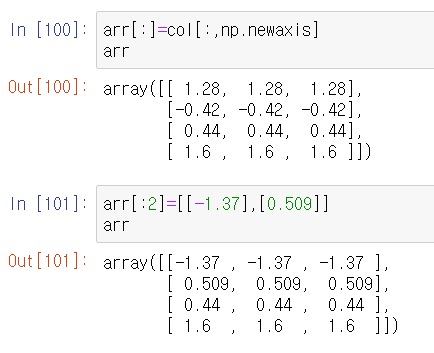 In [100]: arr[:]=col[:,np.newaxis]
arr
Out[100]: array([[ 1.28,  1.28,  1.28],
[-0.42, -0.42, -0.42],
[ 0.44,  0.44,  0.44],
[ 1.6 ,  1.6 ,  1.6 ]])
In [101]: arr[:2]=[[-1.37],[0.509]]
arr
Out[101]: array([[-1.37 , -1.37 , -1.37 ],
[ 0.509,  0.509,  0.509],
[ 0.44 ,  0.44 ,  0.44 ],
[ 1.6  ,  1.6  ,  1.6  ]])